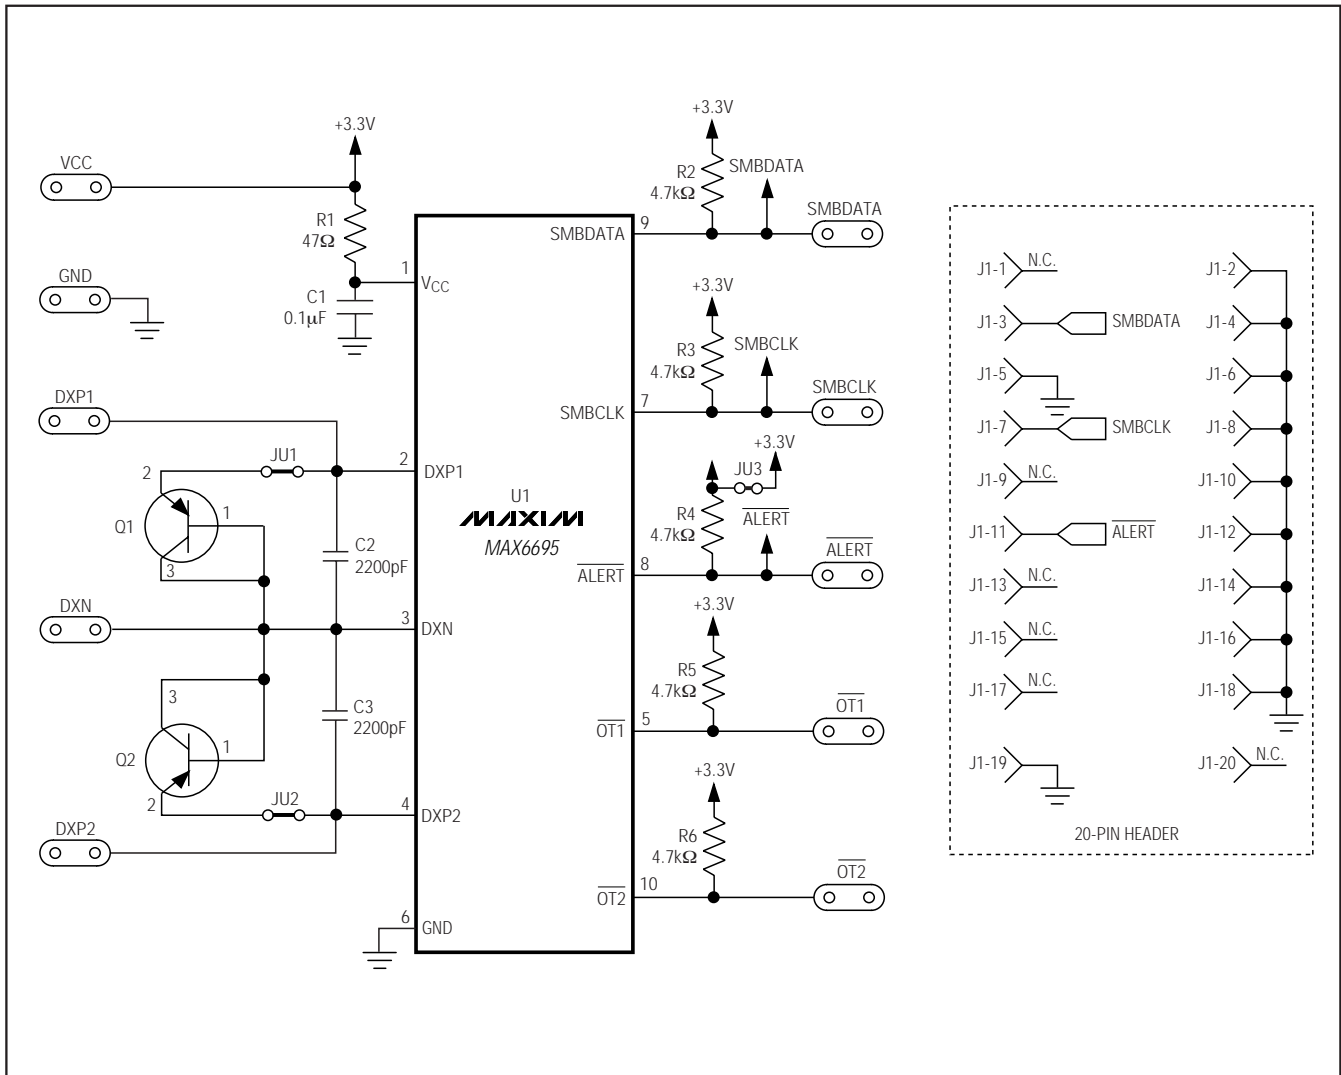 VCC
+3.3V
R1
47Ω
GND
C1
0.1μF
1
VCC
DXP1
JU1
2
DXP1
2
1
Q1
3
C2
2200pF
DXN
3
DXN
3
1
Q2
2
C3
2200pF
JU2
4
DXP2
DXP2
6
GND
U1
MAXIM
MAX6695
+3.3V
R2
4.7kΩ
SMBDATA
SMBDATA
SMBDATA
9
+3.3V
R3
4.7kΩ
SMBCLK
SMBCLK
SMBCLK
7
+3.3V
JU3
R4
4.7kΩ
ALERT
ALERT
ALERT
8
+3.3V
R5
4.7kΩ
OT1
5
OT1
+3.3V
R6
4.7kΩ
OT2
10
OT2
J1-1 N.C.
J1-2
J1-3 SMBDATA
J1-4
J1-5
J1-6
J1-7 SMBCLK
J1-8
J1-9 N.C.
J1-10
J1-11 ALERT
J1-12
J1-13 N.C.
J1-14
J1-15 N.C.
J1-16
J1-17 N.C.
J1-18
J1-19
J1-20 N.C.
20-PIN HEADER